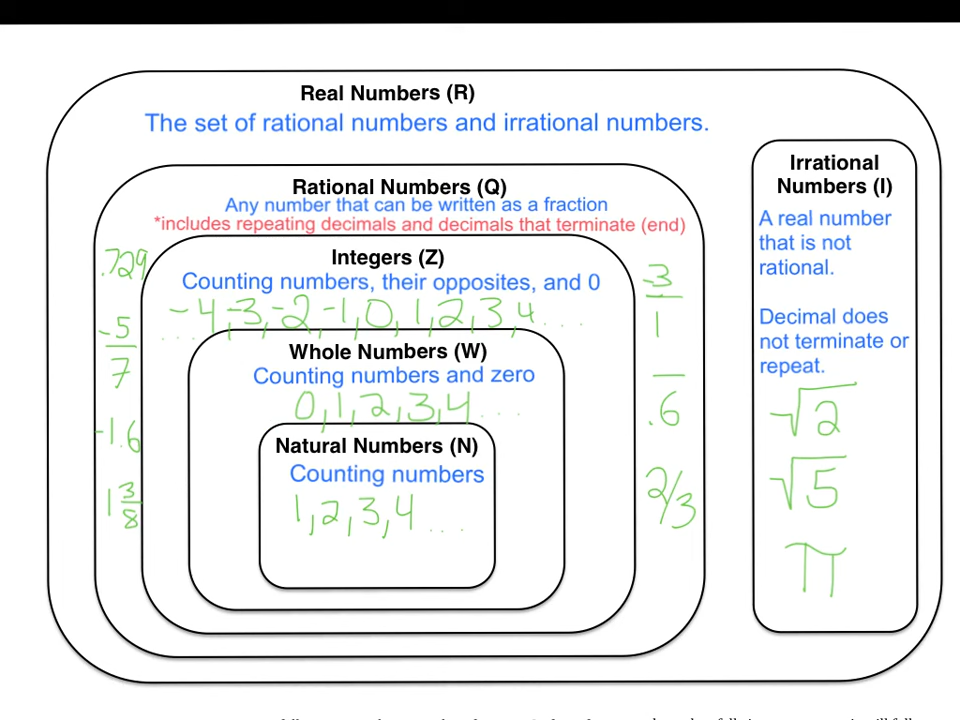 Real Numbers (R)
The set of rational numbers and irrational numbers.
Rational Numbers (Q)
Any number that can be written as a fraction
*includes repeating decimals and decimals that terminate (end)
.729
-5/7
-1.6
1 3/8
Integers (Z)
Counting numbers, their opposites, and 0
... -4, -3, -2, -1, 0, 1, 2, 3, 4 ...
Whole Numbers (W)
Counting numbers and zero
0, 1, 2, 3, 4 ...
Natural Numbers (N)
Counting numbers
1, 2, 3, 4 ...
-3/1
.6̅
2/3
Irrational
Numbers (I)
A real number
that is not
rational.
Decimal does
not terminate or
repeat.
√2
√5
π